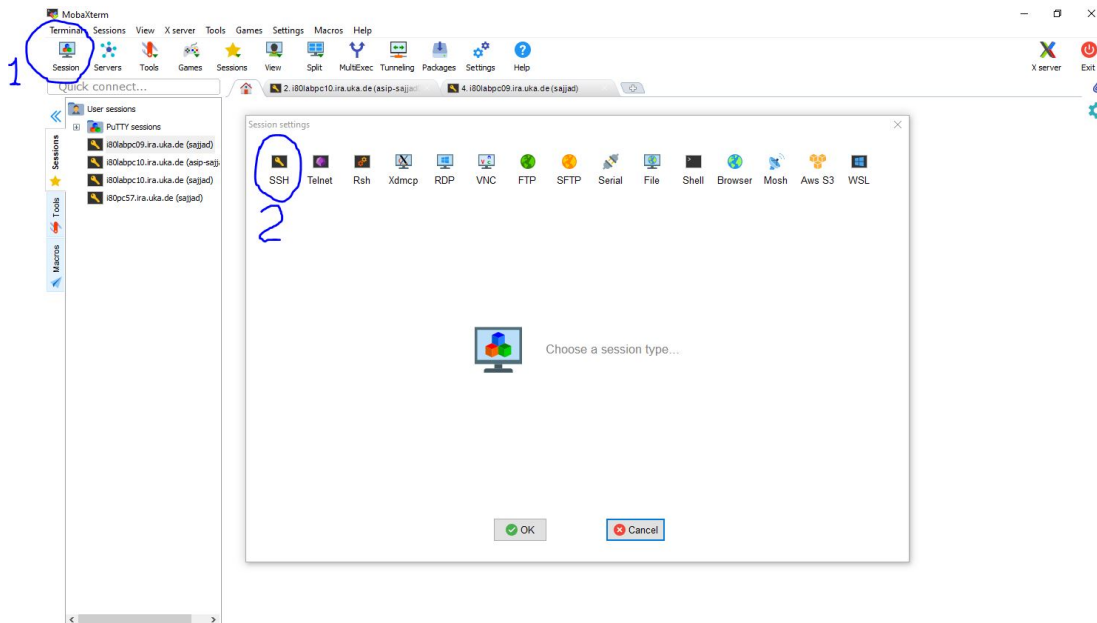 MobaXterm
Terminal Sessions View X server Tools Games Settings Macros Help
1
Session Servers Tools Games Sessions View Split MultiExec Tunneling Packages Settings Help X server Exit
Quick connect...
2. i80labpc10.ira.uka.de (asip-sajjad
4. i80labpc09.ira.uka.de (sajjad)
User sessions
PuTTY sessions
i80labpc09.ira.uka.de (sajjad)
i80labpc10.ira.uka.de (asip-sajj
i80labpc10.ira.uka.de (sajjad)
i80pc57.ira.uka.de (sajjad)
Sessions
Tools
Macros
Session settings
SSH Telnet Rsh Xdmcp RDP VNC FTP SFTP Serial File Shell Browser Mosh Aws S3 WSL
2
Choose a session type...
OK Cancel